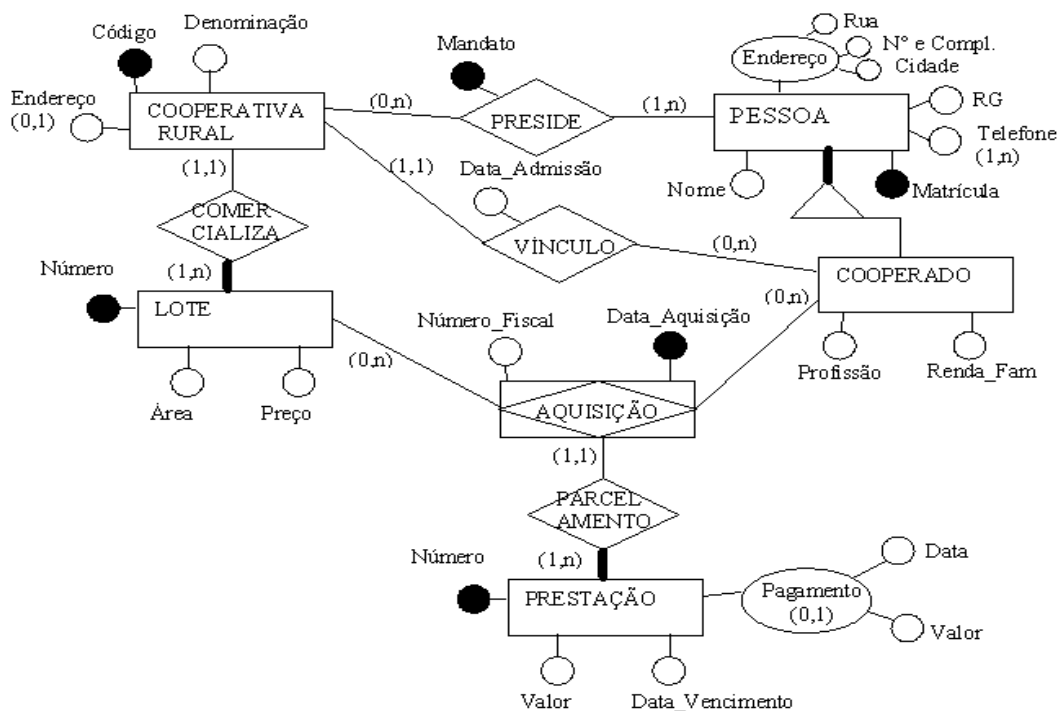 Denominação
Código
Endereço
(0,1)
COOPERATIVA
RURAL
(0,n)
Mandato
PRESIDE
(1,n)
Rua
Endereço
Nº e Compl.
Cidade
PESSOA
RG
Telefone
(1,n)
Nome
Matrícula
(1,1)
(1,1)
Data_Admissão
COMER
CIALIZA
VÍNCULO
(0,n)
COOPERADO
(1,n)
Número
LOTE
(0,n)
(0,n)
Número_Fiscal
Data_Aquisição
Profissão
Renda_Fam
Área
Preço
AQUISIÇÃO
(1,1)
PARCEL
AMENTO
(1,n)
Número
PRESTAÇÃO
Pagamento
(0,1)
Data
Valor
Valor
Data_Vencimento